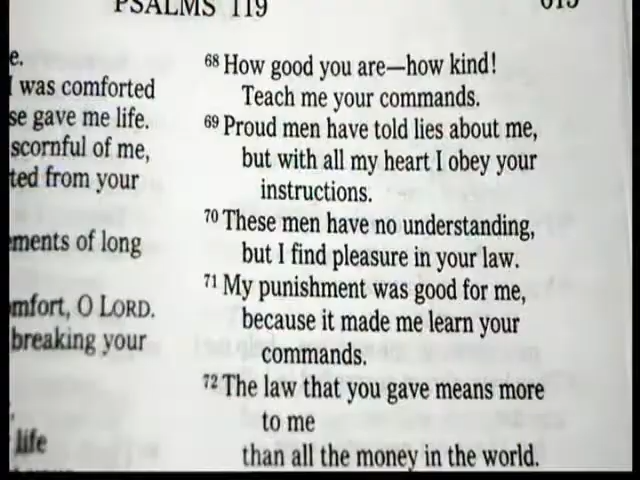 PSALMS 119
615
e.
I was comforted
se gave me life.
scornful of me,
ted from your
ements of long
mfort, O LORD.
breaking your
life
68 How good you are—how kind!
Teach me your commands.
69 Proud men have told lies about me,
but with all my heart I obey your
instructions.
70 These men have no understanding,
but I find pleasure in your law.
71 My punishment was good for me,
because it made me learn your
commands.
72 The law that you gave means more
to me
than all the money in the world.